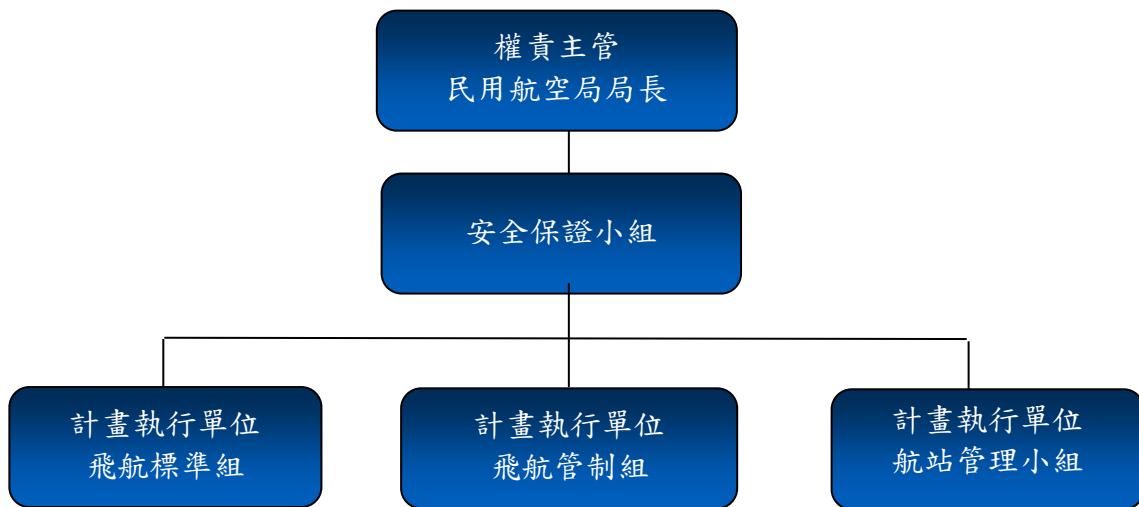 權責主管
民用航空局局長
安全保證小組
計畫執行單位
飛航標準組
計畫執行單位
飛航管制組
計畫執行單位
航站管理小組